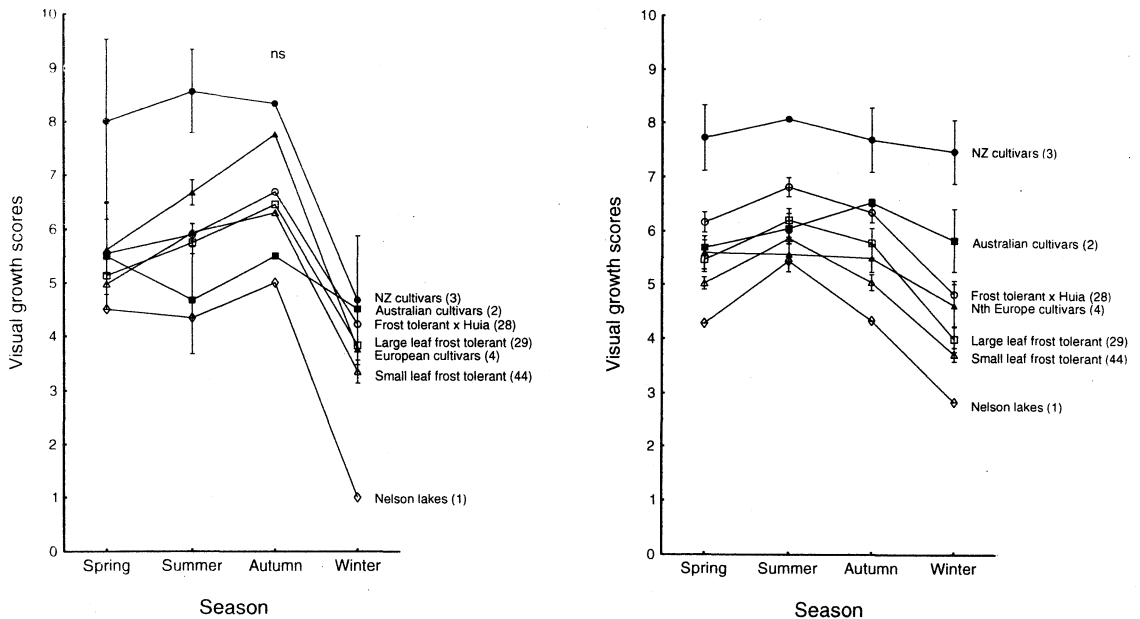 10
9
8
7
6
5
4
3
2
1
0
Visual growth scores
ns
NZ cultivars (3)
Australian cultivars (2)
Frost tolerant x Huia (28)
Large leaf frost tolerant (29)
European cultivars (4)
Small leaf frost tolerant (44)
Nelson lakes (1)
Spring Summer Autumn Winter
Season
10
9
8
7
6
5
4
3
2
1
0
Visual growth scores
NZ cultivars (3)
Australian cultivars (2)
Frost tolerant x Huia (28)
Nth Europe cultivars (4)
Large leaf frost tolerant (29)
Small leaf frost tolerant (44)
Nelson lakes (1)
Spring Summer Autumn Winter
Season